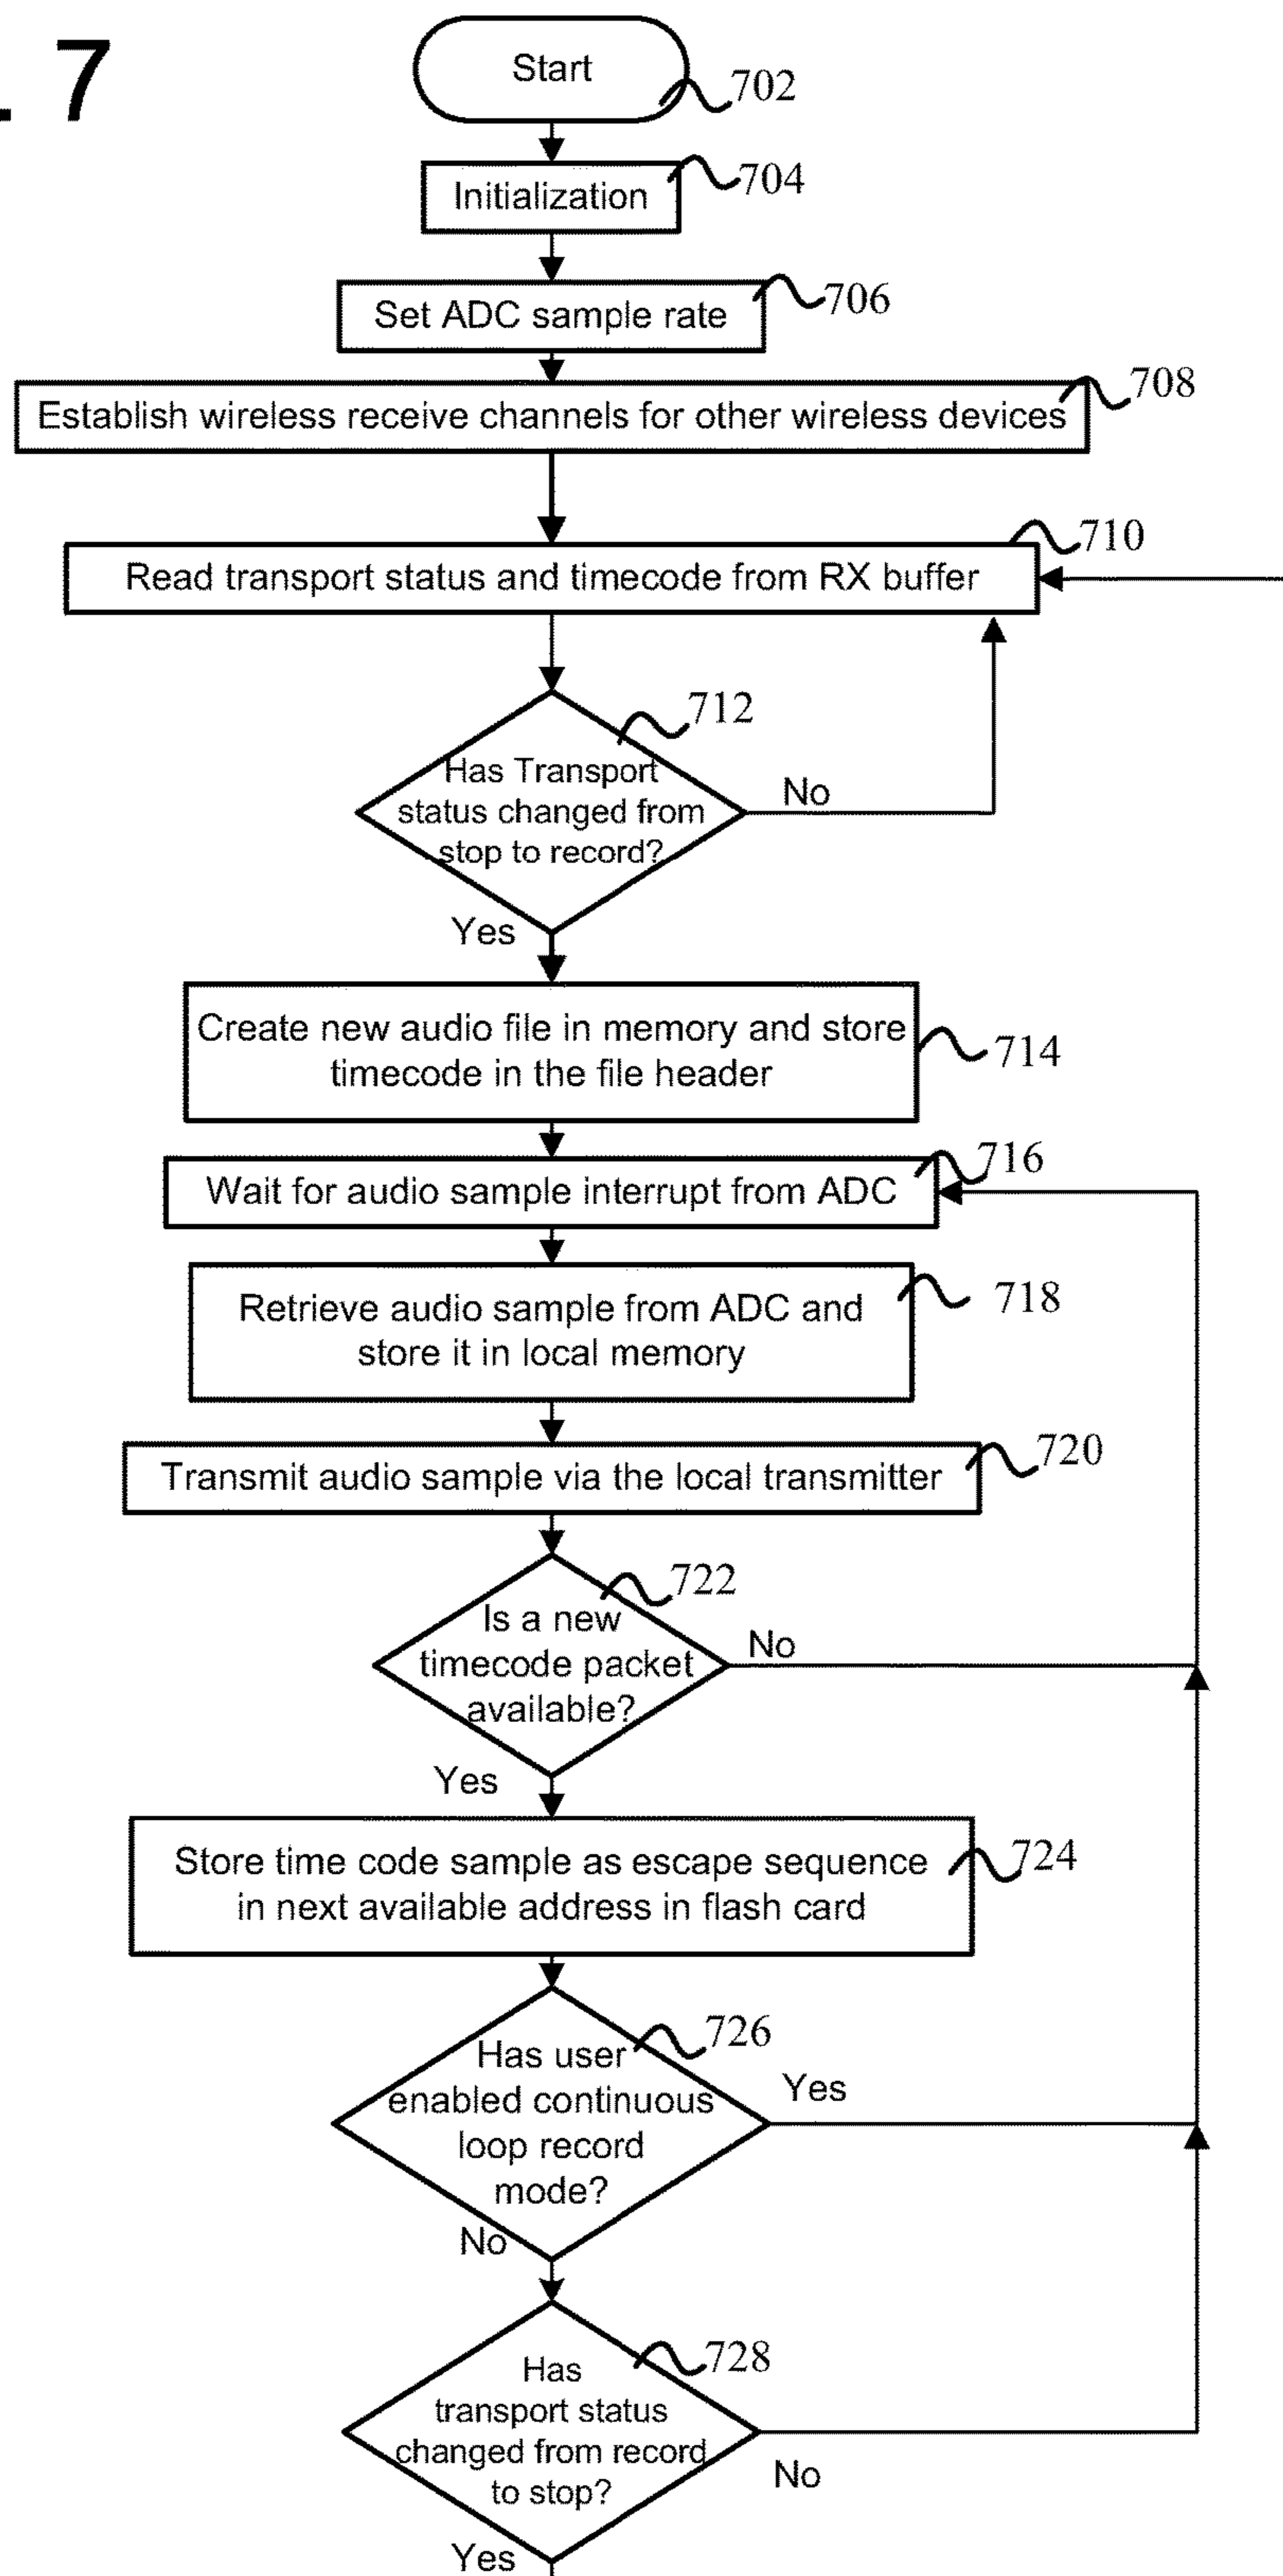 . 7
Start
702
Initialization
704
Set ADC sample rate
706
Establish wireless receive channels for other wireless devices
708
Read transport status and timecode from RX buffer
710
712
Has Transport
status changed from
stop to record?
No
Yes
Create new audio file in memory and store
timecode in the file header
714
Wait for audio sample interrupt from ADC
716
Retrieve audio sample from ADC and
store it in local memory
718
Transmit audio sample via the local transmitter
720
722
Is a new
timecode packet
available?
No
Yes
Store time code sample as escape sequence
in next available address in flash card
724
726
Has user
enabled continuous
loop record
mode?
Yes
No
728
Has
transport status
changed from record
to stop?
No
Yes